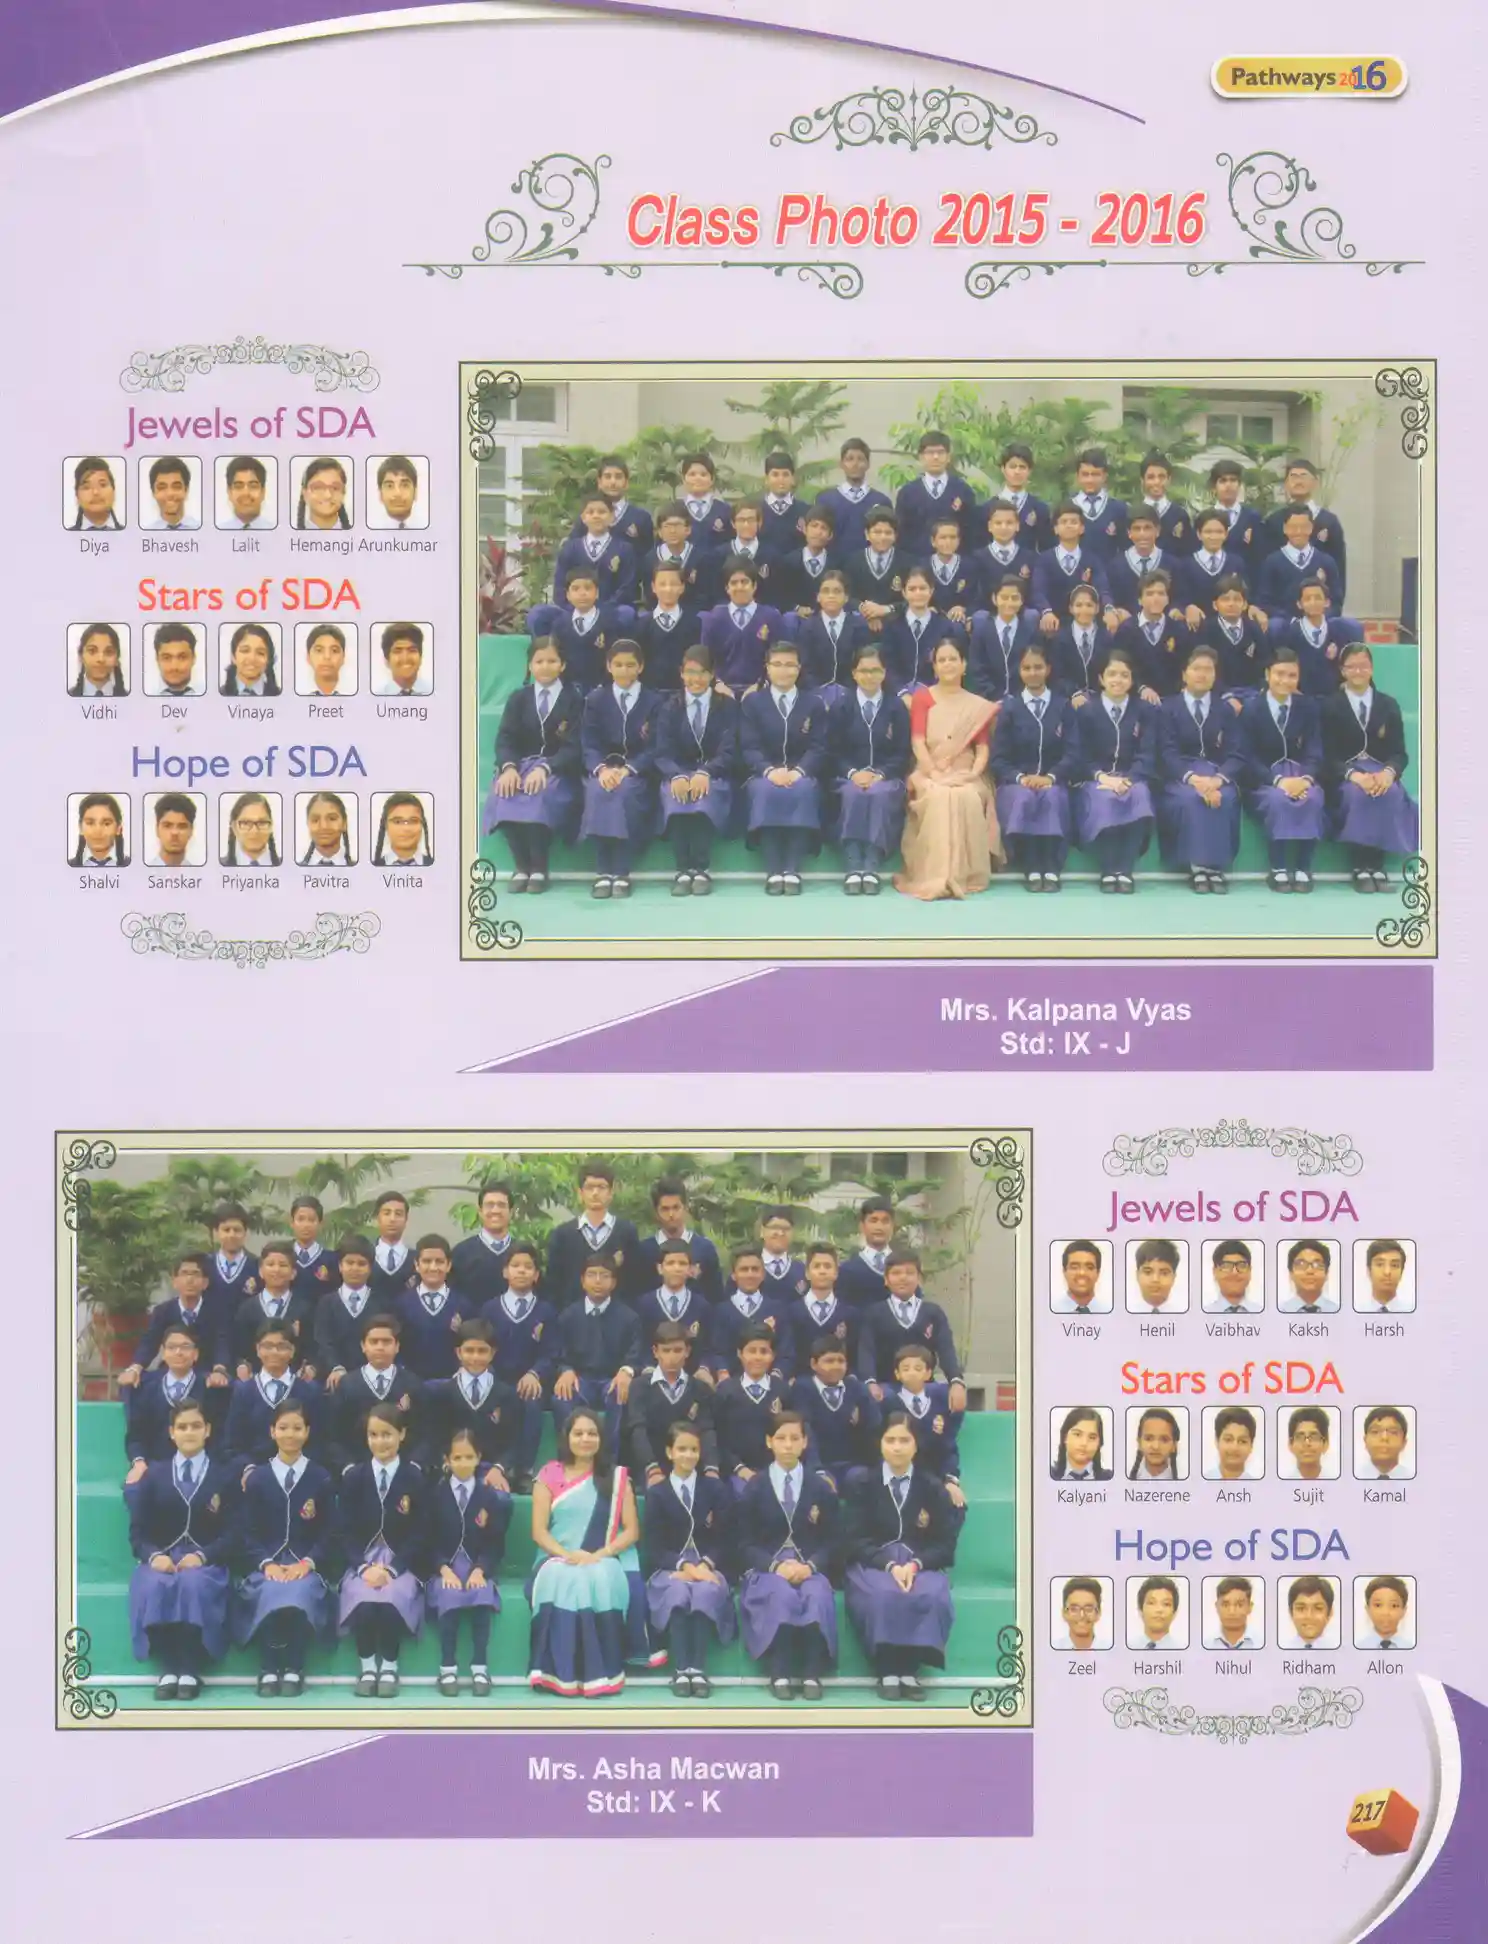 Pathways 2016
Class Photo 2015 - 2016
Jewels of SDA
Diya Bhavesh Lalit Hemangi Arunkumar
Stars of SDA
Vidhi Dev Vinaya Preet Umang
Hope of SDA
Shalvi Sanskar Priyanka Pavitra Vinita
Mrs. Kalpana Vyas
Std: IX - J
Jewels of SDA
Vinay Henil Vaibhav Kaksh Harsh
Stars of SDA
Kalyani Nazerene Ansh Sujit Kamal
Hope of SDA
Zeel Harshil Nihul Ridham Allon
Mrs. Asha Macwan
Std: IX - K
217